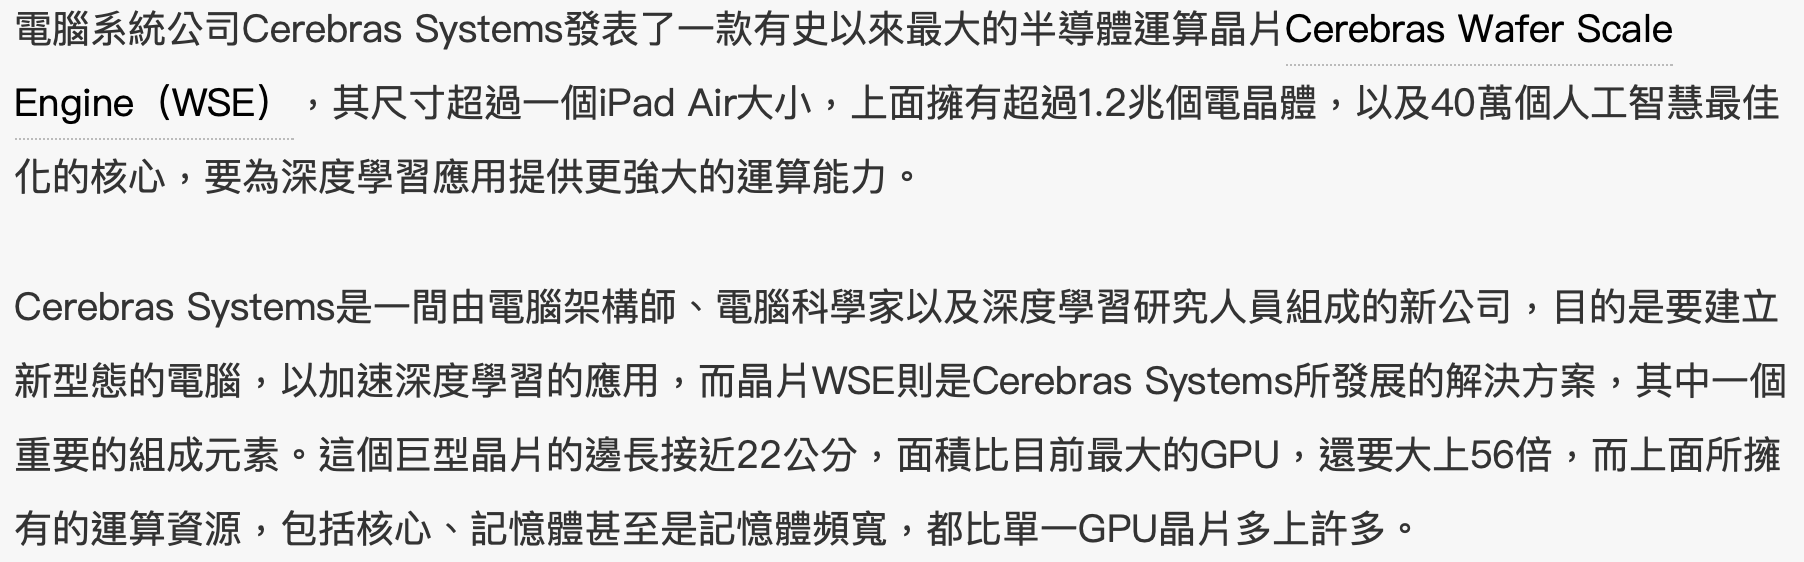 電腦系統公司Cerebras Systems發表了一款有史以來最大的半導體運算晶片Cerebras Wafer Scale
Engine（WSE），其尺寸超過一個iPad Air大小，上面擁有超過1.2兆個電晶體，以及40萬個人工智慧最佳
化的核心，要為深度學習應用提供更強大的運算能力。
Cerebras Systems是一間由電腦架構師、電腦科學家以及深度學習研究人員組成的新公司，目的是要建立
新型態的電腦，以加速深度學習的應用，而晶片WSE則是Cerebras Systems所發展的解決方案，其中一個
重要的組成元素。這個巨型晶片的邊長接近22公分，面積比目前最大的GPU，還要大上56倍，而上面所擁
有的運算資源，包括核心、記憶體甚至是記憶體頻寬，都比單一GPU晶片多上許多。